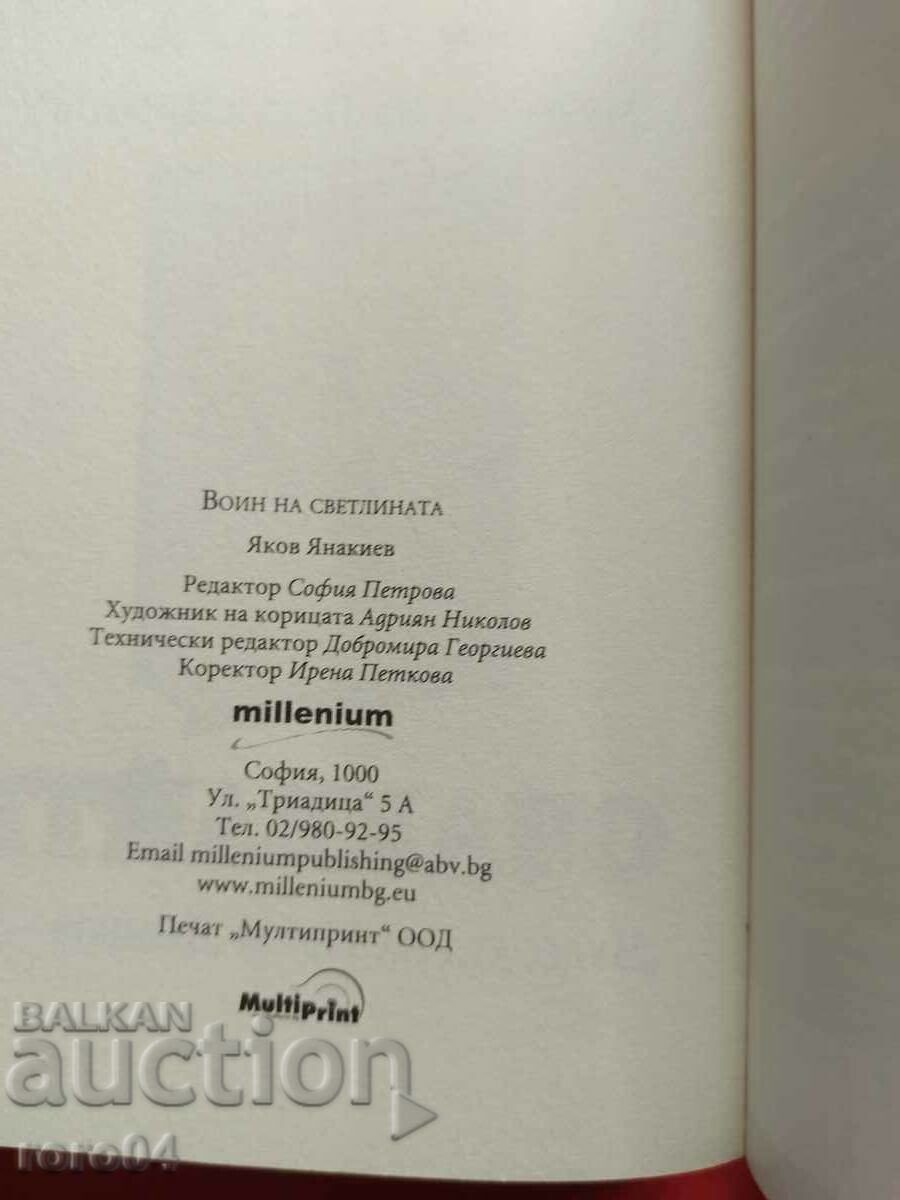 Воин на светлината
Яков Янакиев
Редактор София Петрова
Художник на корицата Адриян Николов
Технически редактор Добромира Георгиева
Коректор Ирена Петкова
millenium
София, 1000
Ул. „Триадица“ 5 А
Тел. 02/980-92-95
Email milleniumpublishing@abv.bg
www.milleniumbg.eu
Печат „Мултипринт“ ООД
MultiPrint
BALKAN
auction
roro04